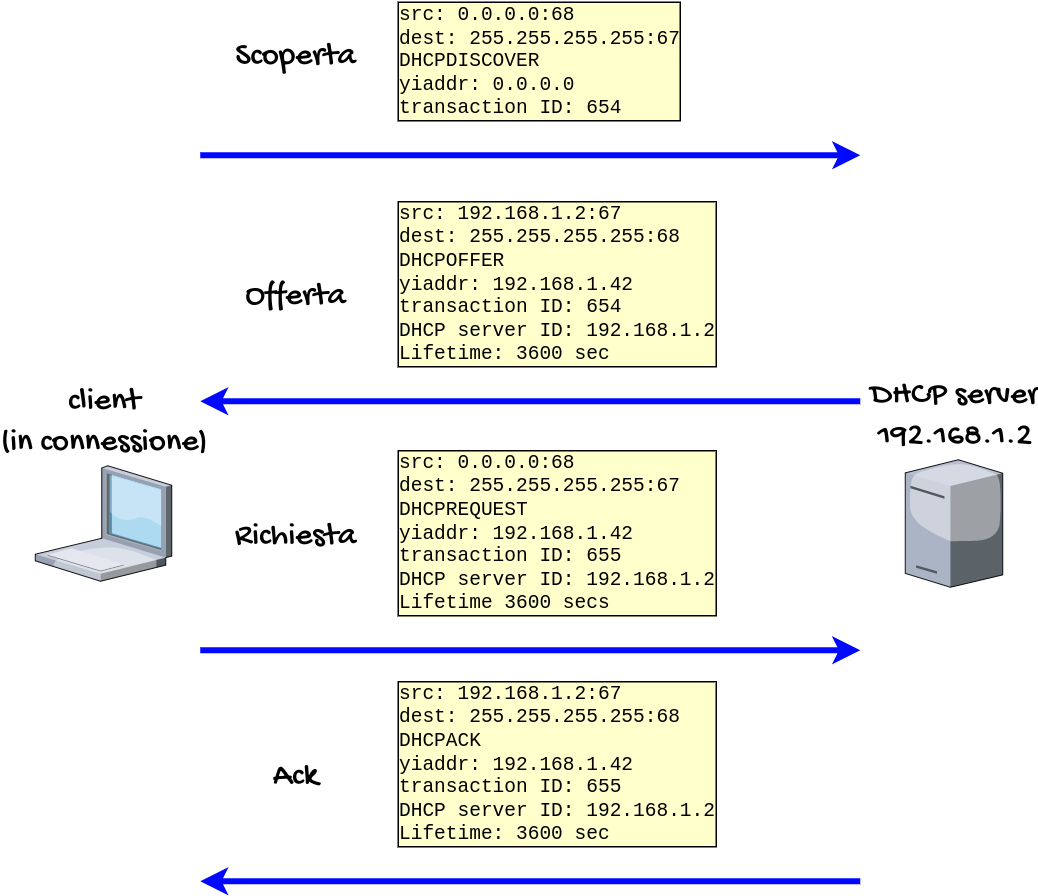 Scoperta
src: 0.0.0.0:68
dest: 255.255.255.255:67
DHCPDISCOVER
yiaddr: 0.0.0.0
transaction ID: 654
Offerta
src: 192.168.1.2:67
dest: 255.255.255.255:68
DHCPOFFER
yiaddr: 192.168.1.42
transaction ID: 654
DHCP server ID: 192.168.1.2
Lifetime: 3600 sec
client
(in connessione)
DHCP server
192.168.1.2
Richiesta
src: 0.0.0.0:68
dest: 255.255.255.255:67
DHCPREQUEST
yiaddr: 192.168.1.42
transaction ID: 655
DHCP server ID: 192.168.1.2
Lifetime 3600 secs
Ack
src: 192.168.1.2:67
dest: 255.255.255.255:68
DHCPACK
yiaddr: 192.168.1.42
transaction ID: 655
DHCP server ID: 192.168.1.2
Lifetime: 3600 sec